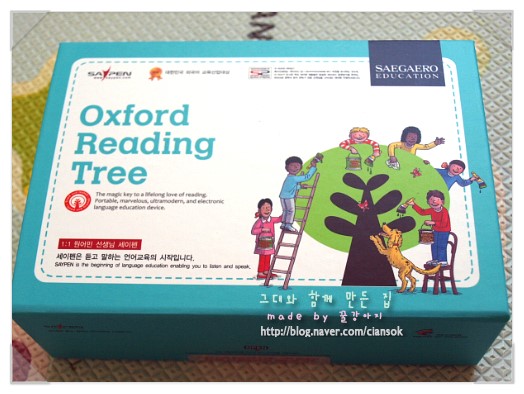 SAYPEN
SAEGAERO
EDUCATION
Oxford
Reading
Tree
The magic key to a lifelong love of reading.
Portable, marvelous, ultramodern, and electronic
language education device.
1:1 원어민 선생님 세이펜
세이펜은 듣고 말하는 언어교육의 시작입니다.
SAYPEN is the beginning of language education enabling you to listen and speak.
그대와 함께 만든 집
made by 꿀강아지
http://blog.naver.com/ciansok